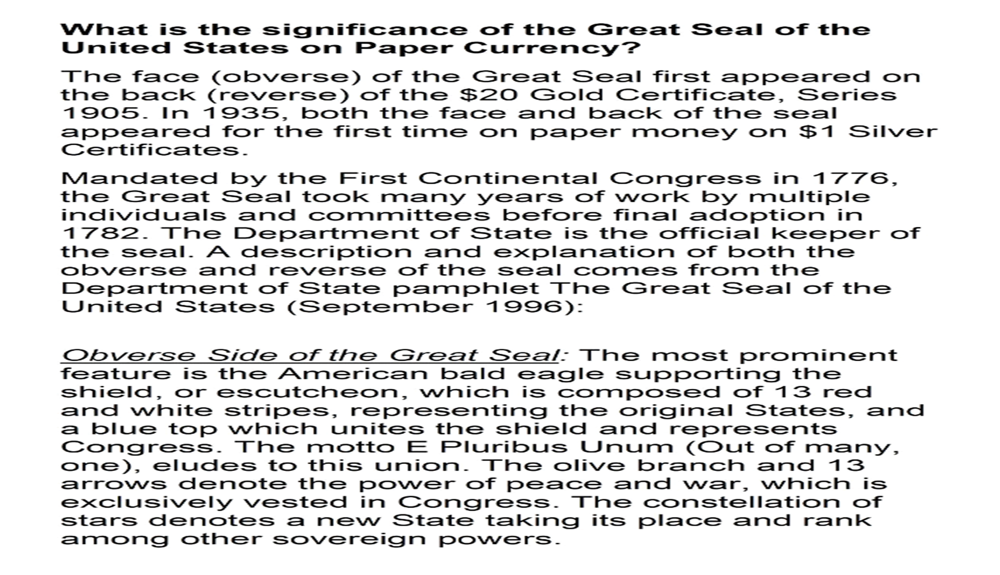 What is the significance of the Great Seal of the
United States on Paper Currency?
The face (obverse) of the Great Seal first appeared on
the back (reverse) of the $20 Gold Certificate, Series
1905. In 1935, both the face and back of the seal
appeared for the first time on paper money on $1 Silver
Certificates.
Mandated by the First Continental Congress in 1776,
the Great Seal took many years of work by multiple
individuals and committees before final adoption in
1782. The Department of State is the official keeper of
the seal. A description and explanation of both the
obverse and reverse of the seal comes from the
Department of State pamphlet The Great Seal of the
United States (September 1996):
Obverse Side of the Great Seal: The most prominent
feature is the American bald eagle supporting the
shield, or escutcheon, which is composed of 13 red
and white stripes, representing the original States, and
a blue top which unites the shield and represents
Congress. The motto E Pluribus Unum (Out of many,
one), eludes to this union. The olive branch and 13
arrows denote the power of peace and war, which is
exclusively vested in Congress. The constellation of
stars denotes a new State taking its place and rank
among other sovereign powers.